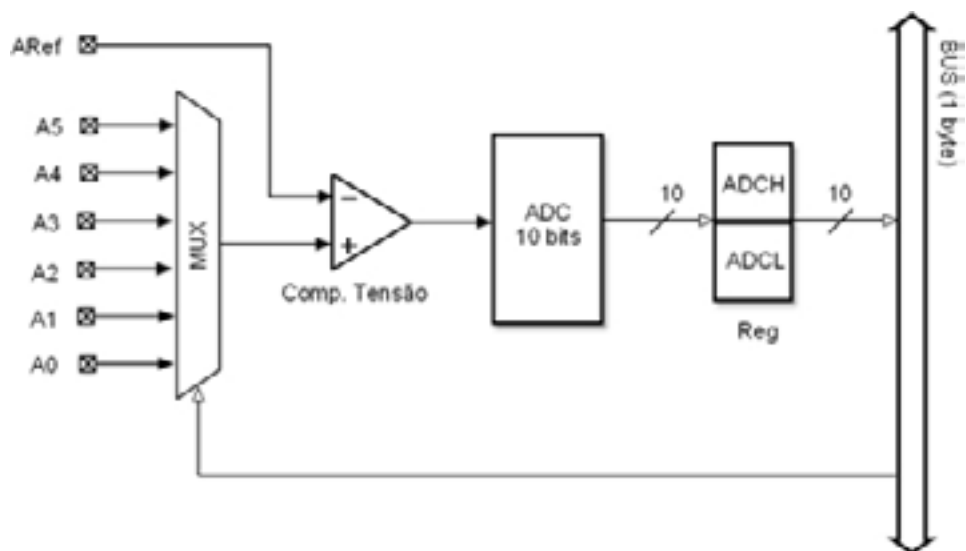 ARef
A5
A4
A3
A2
A1
A0
MUX
−
+
Comp. Tensão
ADC
10 bits
10
ADCH
ADCL
Reg
10
BUS (1 byte)